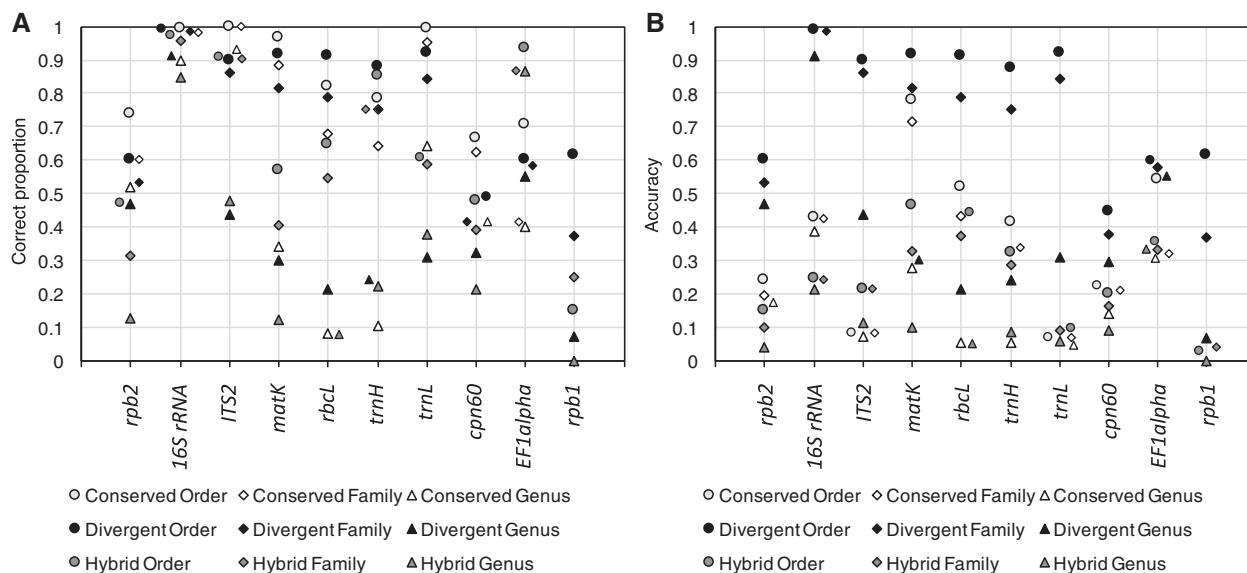 A
Correct proportion
1
0.9
0.8
0.7
0.6
0.5
0.4
0.3
0.2
0.1
0
rpb2
16S rRNA
ITS2
matK
rbcL
trnH
trnL
cpn60
EF1alpha
rpb1
Conserved Order Conserved Family Conserved Genus
Divergent Order Divergent Family Divergent Genus
Hybrid Order Hybrid Family Hybrid Genus
B
Accuracy
1
0.9
0.8
0.7
0.6
0.5
0.4
0.3
0.2
0.1
0
rpb2
16S rRNA
ITS2
matK
rbcL
trnH
trnL
cpn60
EF1alpha
rpb1
Conserved Order Conserved Family Conserved Genus
Divergent Order Divergent Family Divergent Genus
Hybrid Order Hybrid Family Hybrid Genus